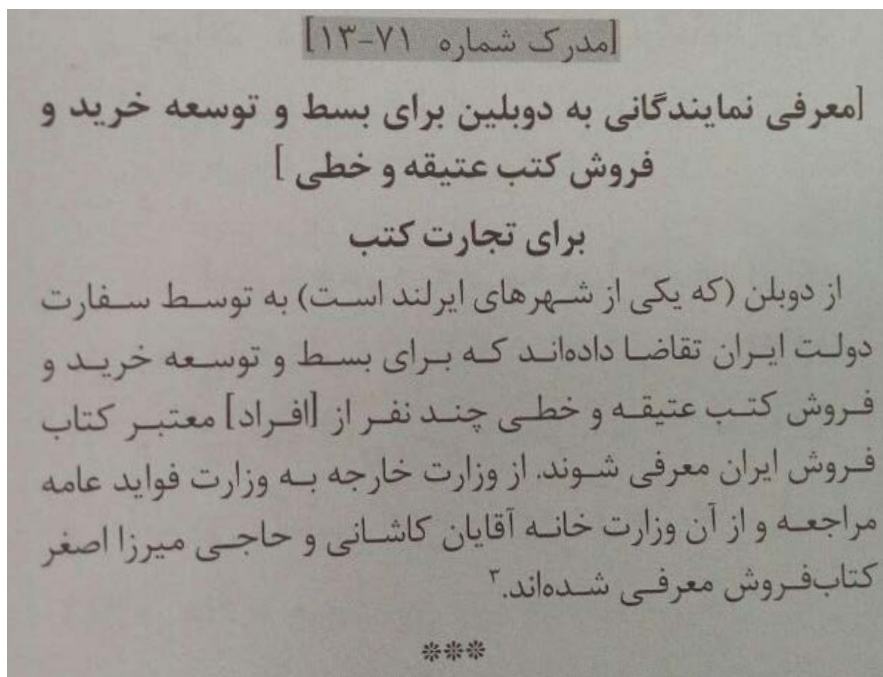 [مدرک شماره ۷۱-۱۳]
[معرفی نمایندگانی به دوبلین برای بسط و توسعه خرید و
فروش کتب عتیقه و خطی ]
برای تجارت کتب
از دوبلن (که یکی از شهرهای ایرلند است) به توسط سفارت
دولت ایران تقاضا داده‌اند که برای بسط و توسعه خرید و
فروش کتب عتیقه و خطی چند نفر از [افراد] معتبر کتاب
فروش ایران معرفی شوند. از وزارت خارجه به وزارت فواید عامه
مراجعه و از آن وزارت خانه آقایان کاشانی و حاجی میرزا اصغر
کتاب‌فروش معرفی شده‌اند.۳
***